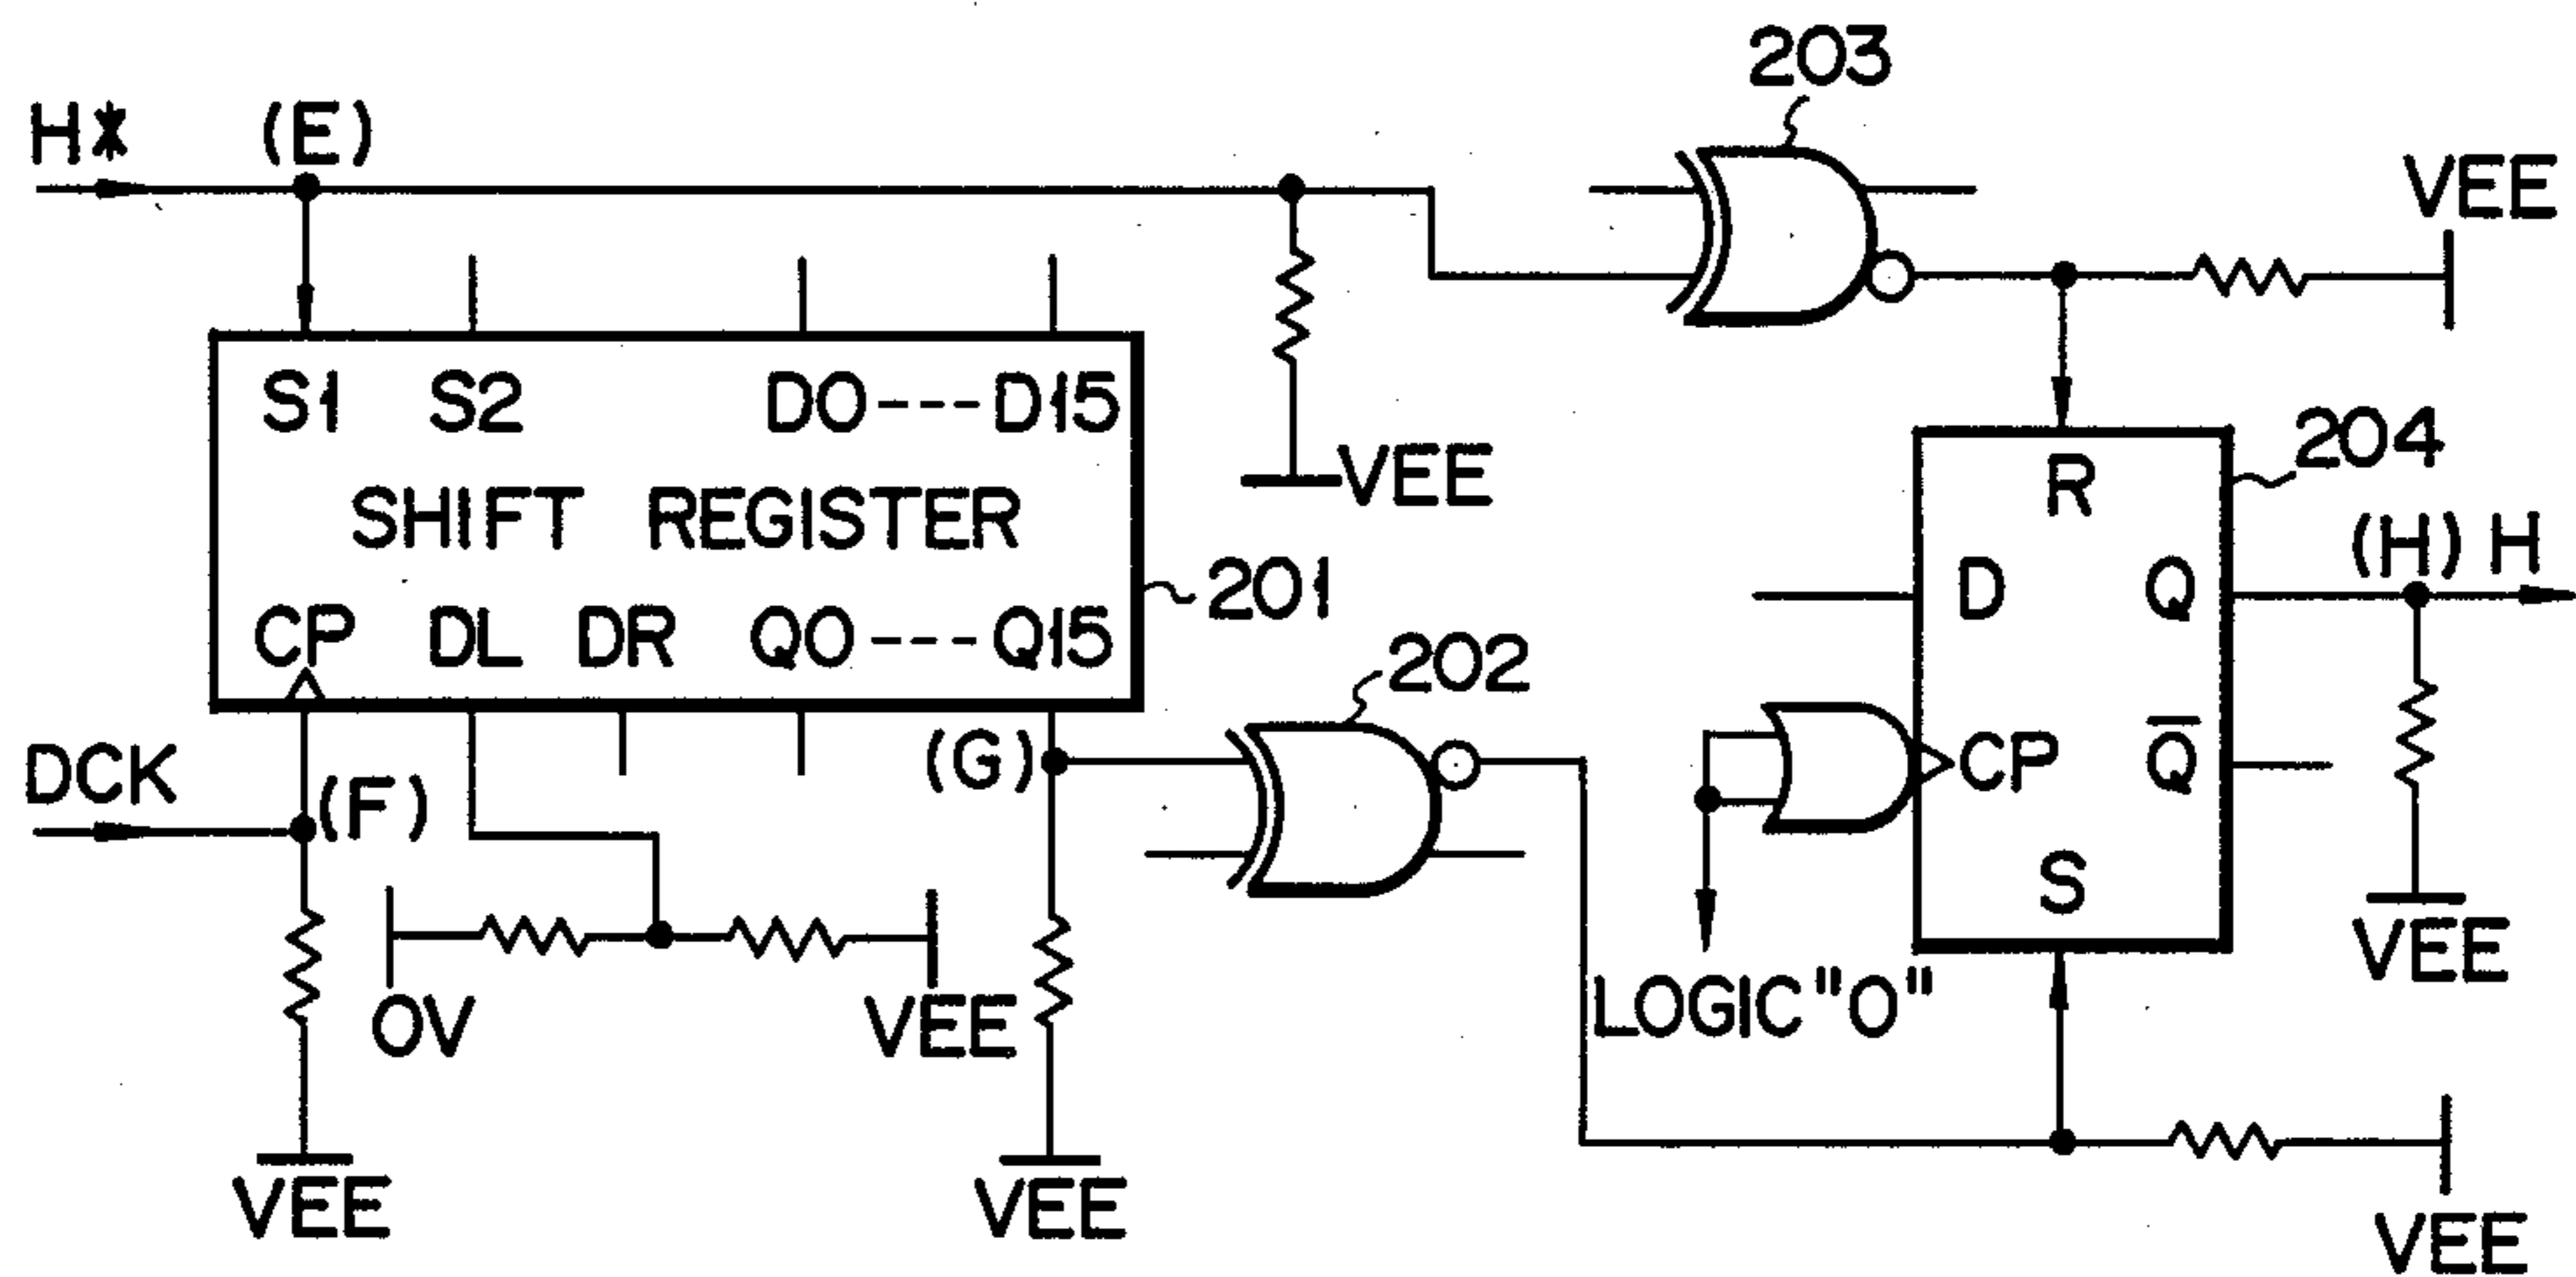 203
H* (E)
VEE
S1 S2 D0---D15
204
VEE
R
SHIFT REGISTER
(H) H
201
D Q
CP DL DR Q0---Q15
202
(G)
CP Q̅
DCK
(F)
S
VEE
0V VEE
LOGIC "0"
VEE VEE
VEE